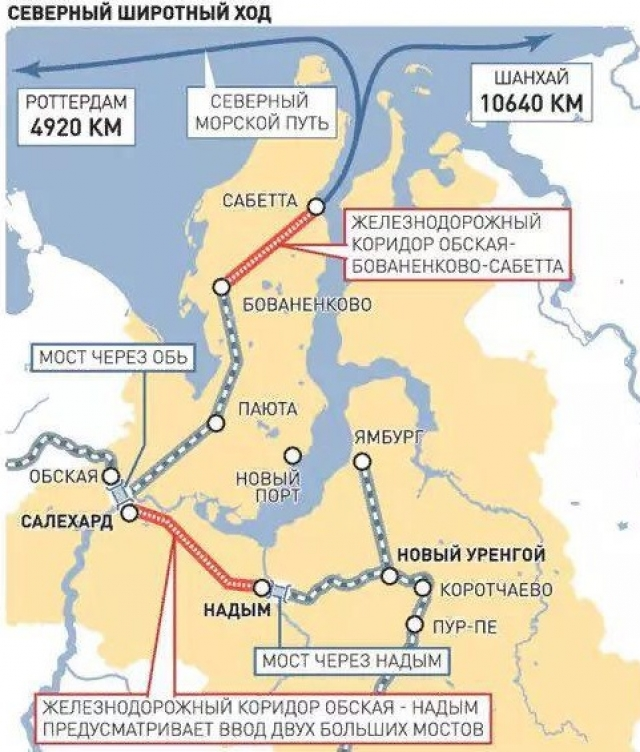 СЕВЕРНЫЙ ШИРОТНЫЙ ХОД
РОТТЕРДАМ
4920 КМ
СЕВЕРНЫЙ
МОРСКОЙ ПУТЬ
ШАНХАЙ
10640 КМ
САБЕТТА
ЖЕЛЕЗНОДОРОЖНЫЙ
КОРИДОР ОБСКАЯ-
БОВАНЕНКОВО-САБЕТТА
БОВАНЕНКОВО
МОСТ ЧЕРЕЗ ОБЬ
ПАЮТА
ЯМБУРГ
ОБСКАЯ
НОВЫЙ
ПОРТ
САЛЕХАРД
НОВЫЙ УРЕНГОЙ
КОРОТЧАЕВО
НАДЫМ
ПУР-ПЕ
МОСТ ЧЕРЕЗ НАДЫМ
ЖЕЛЕЗНОДОРОЖНЫЙ КОРИДОР ОБСКАЯ - НАДЫМ
ПРЕДУСМАТРИВАЕТ ВВОД ДВУХ БОЛЬШИХ МОСТОВ